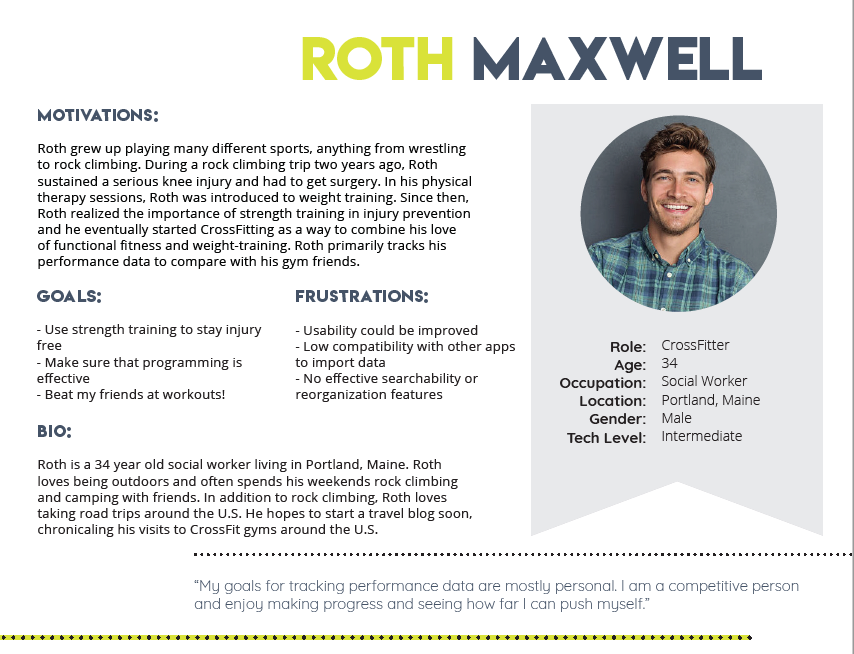 ROTH MAXWELL
MOTIVATIONS:
Roth grew up playing many different sports, anything from wrestling
to rock climbing. During a rock climbing trip two years ago, Roth
sustained a serious knee injury and had to get surgery. In his physical
therapy sessions, Roth was introduced to weight training. Since then,
Roth realized the importance of strength training in injury prevention
and he eventually started CrossFitting as a way to combine his love
of functional fitness and weight-training. Roth primarily tracks his
performance data to compare with his gym friends.
GOALS:
- Use strength training to stay injury
free
- Make sure that programming is
effective
- Beat my friends at workouts!
FRUSTRATIONS:
- Usability could be improved
- Low compatibility with other apps
to import data
- No effective searchability or
reorganization features
BIO:
Roth is a 34 year old social worker living in Portland, Maine. Roth
loves being outdoors and often spends his weekends rock climbing
and camping with friends. In addition to rock climbing, Roth loves
taking road trips around the U.S. He hopes to start a travel blog soon,
chronicaling his visits to CrossFit gyms around the U.S.
Role: CrossFitter
Age: 34
Occupation: Social Worker
Location: Portland, Maine
Gender: Male
Tech Level: Intermediate
“My goals for tracking performance data are mostly personal. I am a competitive person
and enjoy making progress and seeing how far I can push myself.”